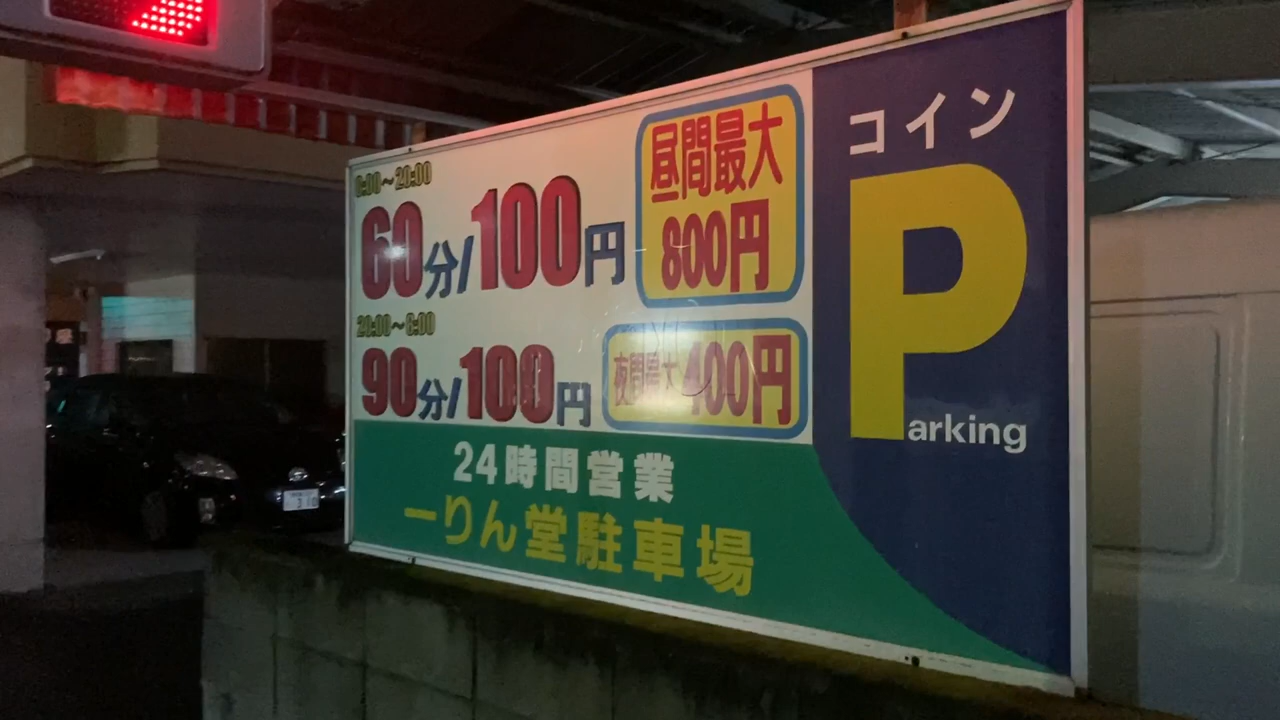 8:00～20:00
60分/100円
昼間最大
800円
20:00～8:00
90分/100円
夜間最大 400円
24時間営業
一りん堂駐車場
コイン
Parking